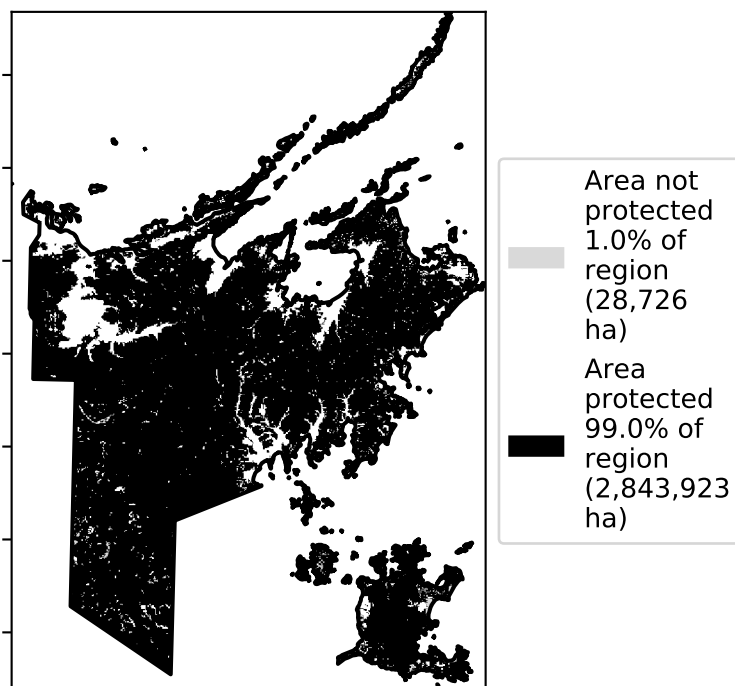 Area not
protected
1.0% of
region
(28,726
ha)
Area
protected
99.0% of
region
(2,843,923
ha)